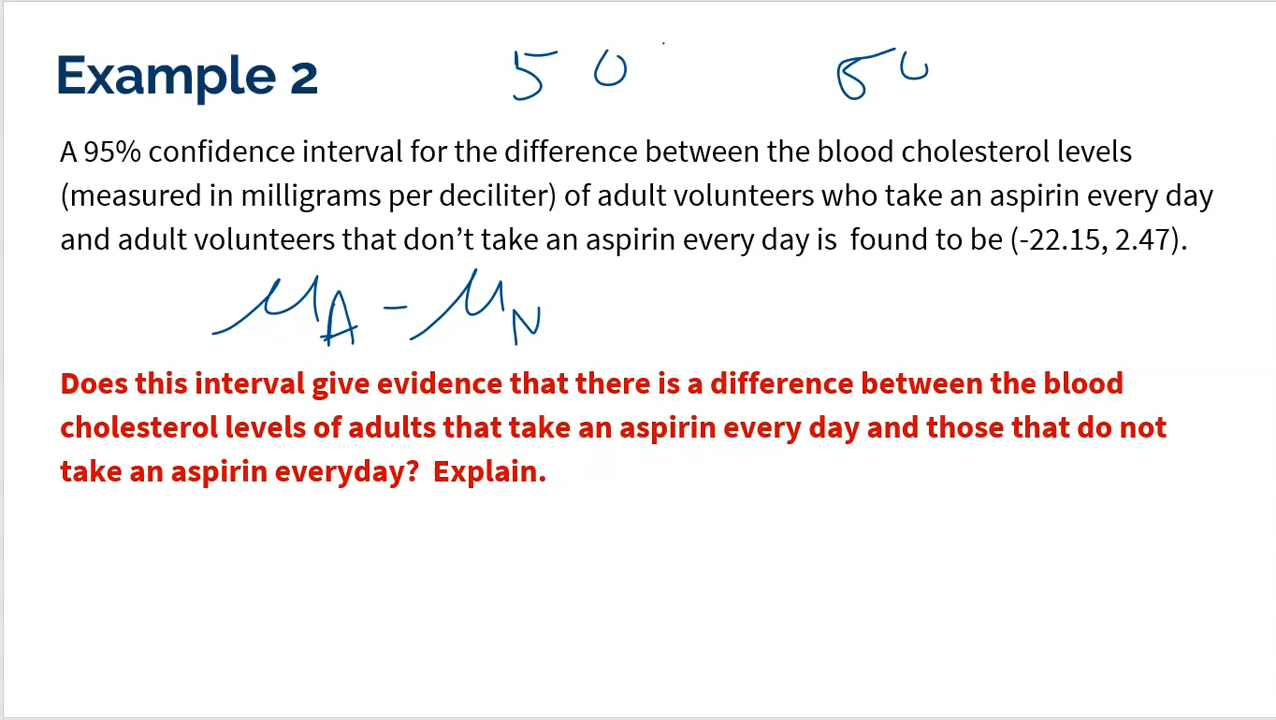 Example 2 50 80
A 95% confidence interval for the difference between the blood cholesterol levels
(measured in milligrams per deciliter) of adult volunteers who take an aspirin every day
and adult volunteers that don’t take an aspirin every day is found to be (-22.15, 2.47).
μA - μN
Does this interval give evidence that there is a difference between the blood
cholesterol levels of adults that take an aspirin every day and those that do not
take an aspirin everyday? Explain.